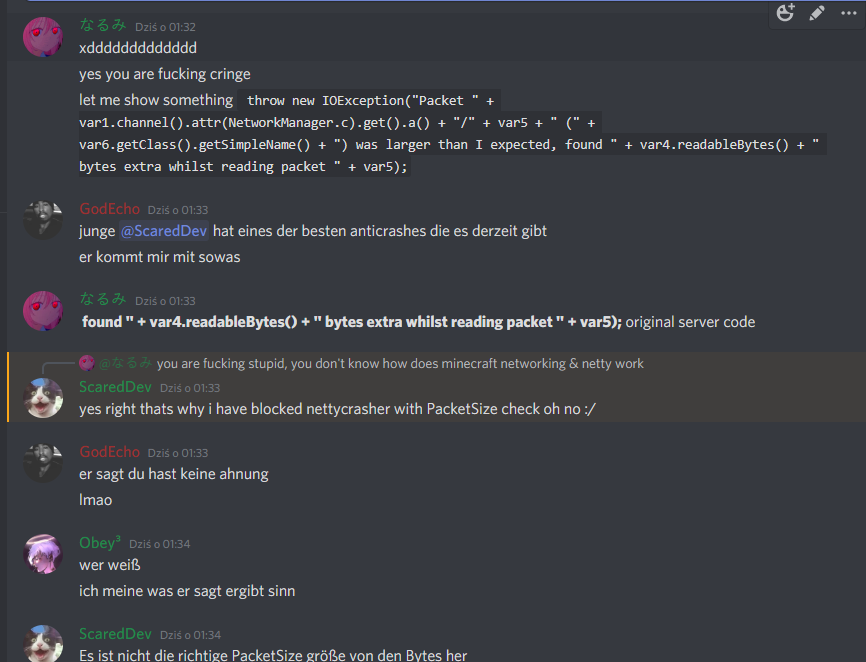 なるみ Dziś o 01:32
xddddddddddddd
yes you are fucking cringe
let me show something throw new IOException("Packet " +
var1.channel().attr(NetworkManager.c).get().a() + "/" + var5 + " (" +
var6.getClass().getSimpleName() + ") was larger than I expected, found " + var4.readableBytes() + "
bytes extra whilst reading packet " + var5);
GodEcho Dziś o 01:33
junge @ScaredDev hat eines der besten anticrashes die es derzeit gibt
er kommt mir mit sowas
なるみ Dziś o 01:33
found " + var4.readableBytes() + " bytes extra whilst reading packet " + var5); original server code
@なるみ you are fucking stupid, you don't know how does minecraft networking & netty work
ScaredDev Dziś o 01:33
yes right thats why i have blocked nettycrasher with PacketSize check oh no :/
GodEcho Dziś o 01:33
er sagt du hast keine ahnung
lmao
Obey³ Dziś o 01:34
wer weiß
ich meine was er sagt ergibt sinn
ScaredDev Dziś o 01:34
Es ist nicht die richtige PacketSize größe von den Bytes her